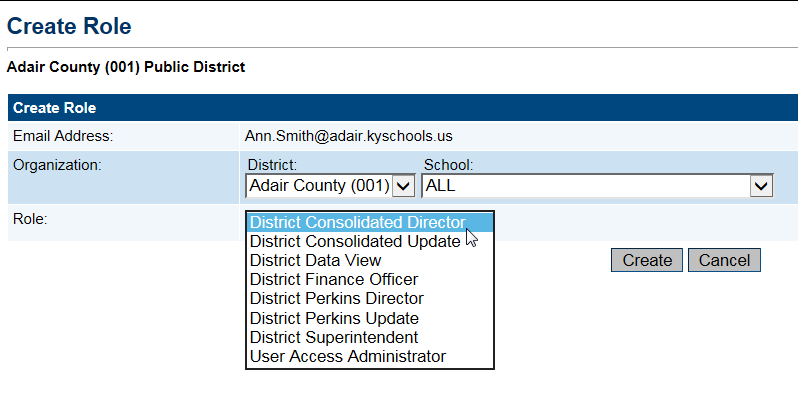 Create Role
Adair County (001) Public District
Create Role
Email Address: Ann.Smith@adair.kyschools.us
Organization: District: School:
Adair County (001) ALL
Role:
District Consolidated Director
District Consolidated Update
District Data View
District Finance Officer
District Perkins Director
District Perkins Update
District Superintendent
User Access Administrator
Create Cancel